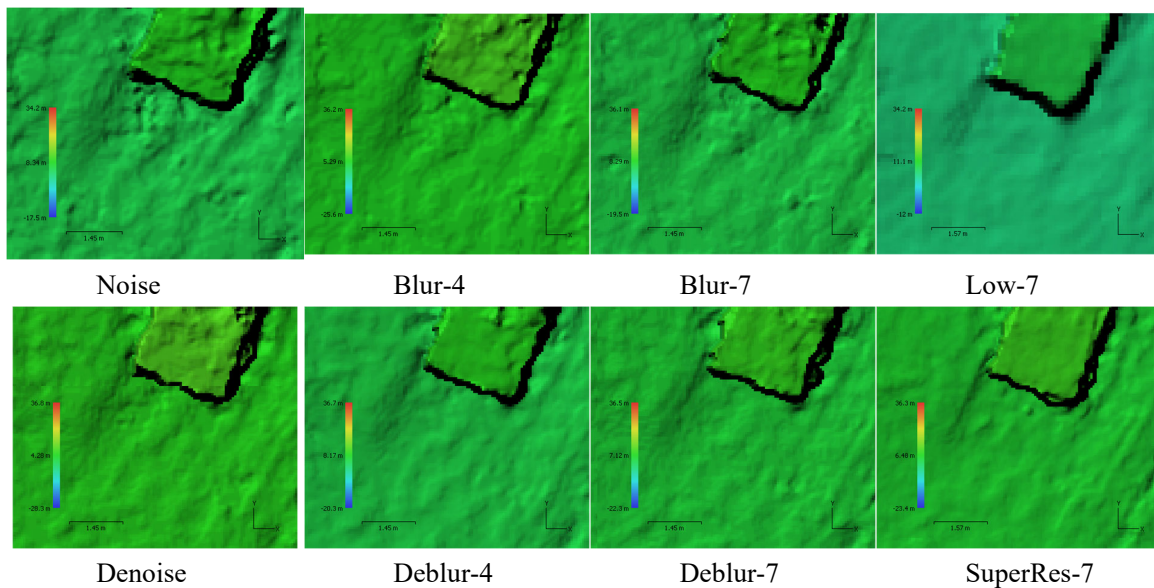 34.2 m
8.34 m
-17.5 m
1.45 m
Y
X
36.2 m
5.29 m
-25.6 m
1.45 m
Y
X
36.1 m
8.29 m
-19.5 m
1.45 m
Y
X
34.2 m
11.1 m
-12 m
1.57 m
Y
X
Noise Blur-4 Blur-7 Low-7
36.8 m
4.28 m
-28.3 m
1.45 m
Y
X
36.7 m
8.17 m
-20.3 m
1.45 m
Y
X
36.5 m
7.12 m
-22.3 m
1.45 m
Y
X
36.3 m
6.48 m
-23.4 m
1.57 m
Y
X
Denoise Deblur-4 Deblur-7 SuperRes-7